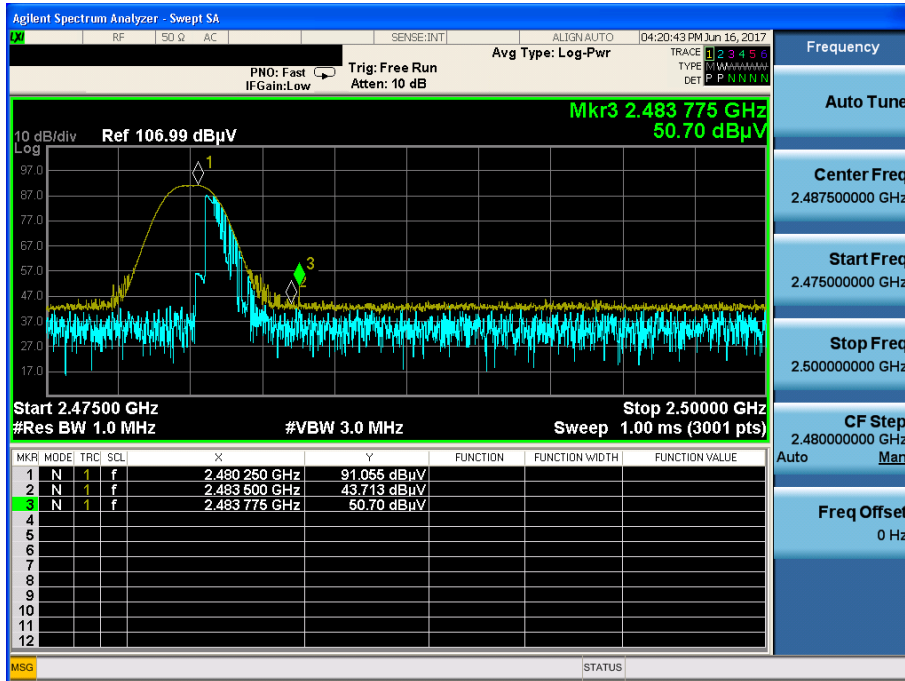 Agilent Spectrum Analyzer - Swept SA
LXI RF 50 Ω AC SENSE:INT ALIGN AUTO 04:20:43 PM Jun 16, 2017
Frequency
PNO: Fast Trig: Free Run Avg Type: Log-Pwr TRACE 1 2 3 4 5 6
IFGain:Low Atten: 10 dB TYPE M W W W W W
DET P P N N N N
Auto Tune
Mkr3 2.483 775 GHz
50.70 dBµV
10 dB/div Ref 106.99 dBµV
Log
97.0
87.0
77.0
67.0
57.0
47.0
37.0
27.0
17.0
1
2
3
Center Freq
2.487500000 GHz
Start Freq
2.475000000 GHz
Stop Freq
2.500000000 GHz
Start 2.47500 GHz Stop 2.50000 GHz
#Res BW 1.0 MHz #VBW 3.0 MHz Sweep 1.00 ms (3001 pts)
CF Step
2.480000000 GHz
Auto Man
Freq Offset
0 Hz
MKR MODE TRC SCL X Y FUNCTION FUNCTION WIDTH FUNCTION VALUE
1 N 1 f 2.480 250 GHz 91.055 dBµV
2 N 1 f 2.483 500 GHz 43.713 dBµV
3 N 1 f 2.483 775 GHz 50.70 dBµV
4
5
6
7
8
9
10
11
12
MSG STATUS